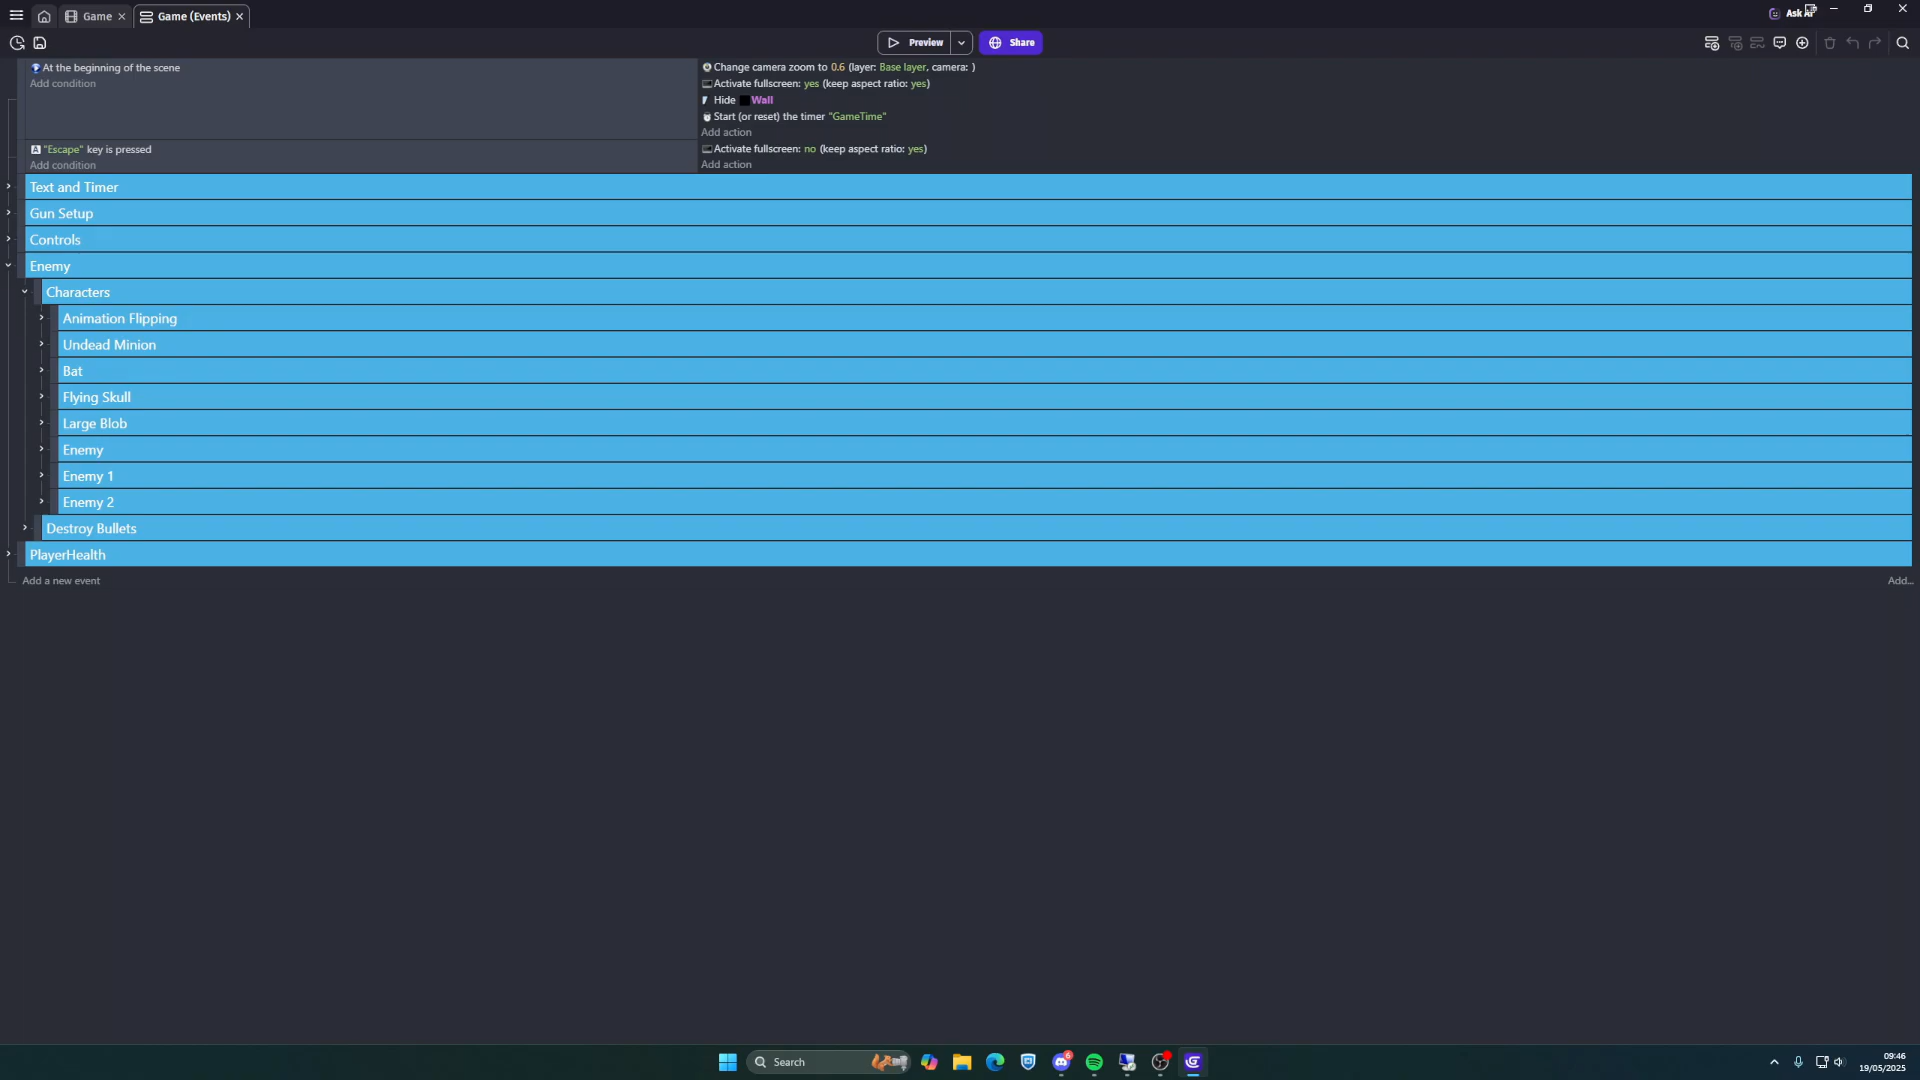 Game
Game (Events)
Ask AI
Preview
Share
At the beginning of the scene
Add condition
Change camera zoom to 0.6 (layer: Base layer, camera: )
Activate fullscreen: yes (keep aspect ratio: yes)
Hide Wall
Start (or reset) the timer "GameTime"
Add action
"Escape" key is pressed
Add condition
Activate fullscreen: no (keep aspect ratio: yes)
Add action
Text and Timer
Gun Setup
Controls
Enemy
Characters
Animation Flipping
Undead Minion
Bat
Flying Skull
Large Blob
Enemy
Enemy 1
Enemy 2
Destroy Bullets
PlayerHealth
Add a new event
Add...
Search
6
09:46
19/05/2025